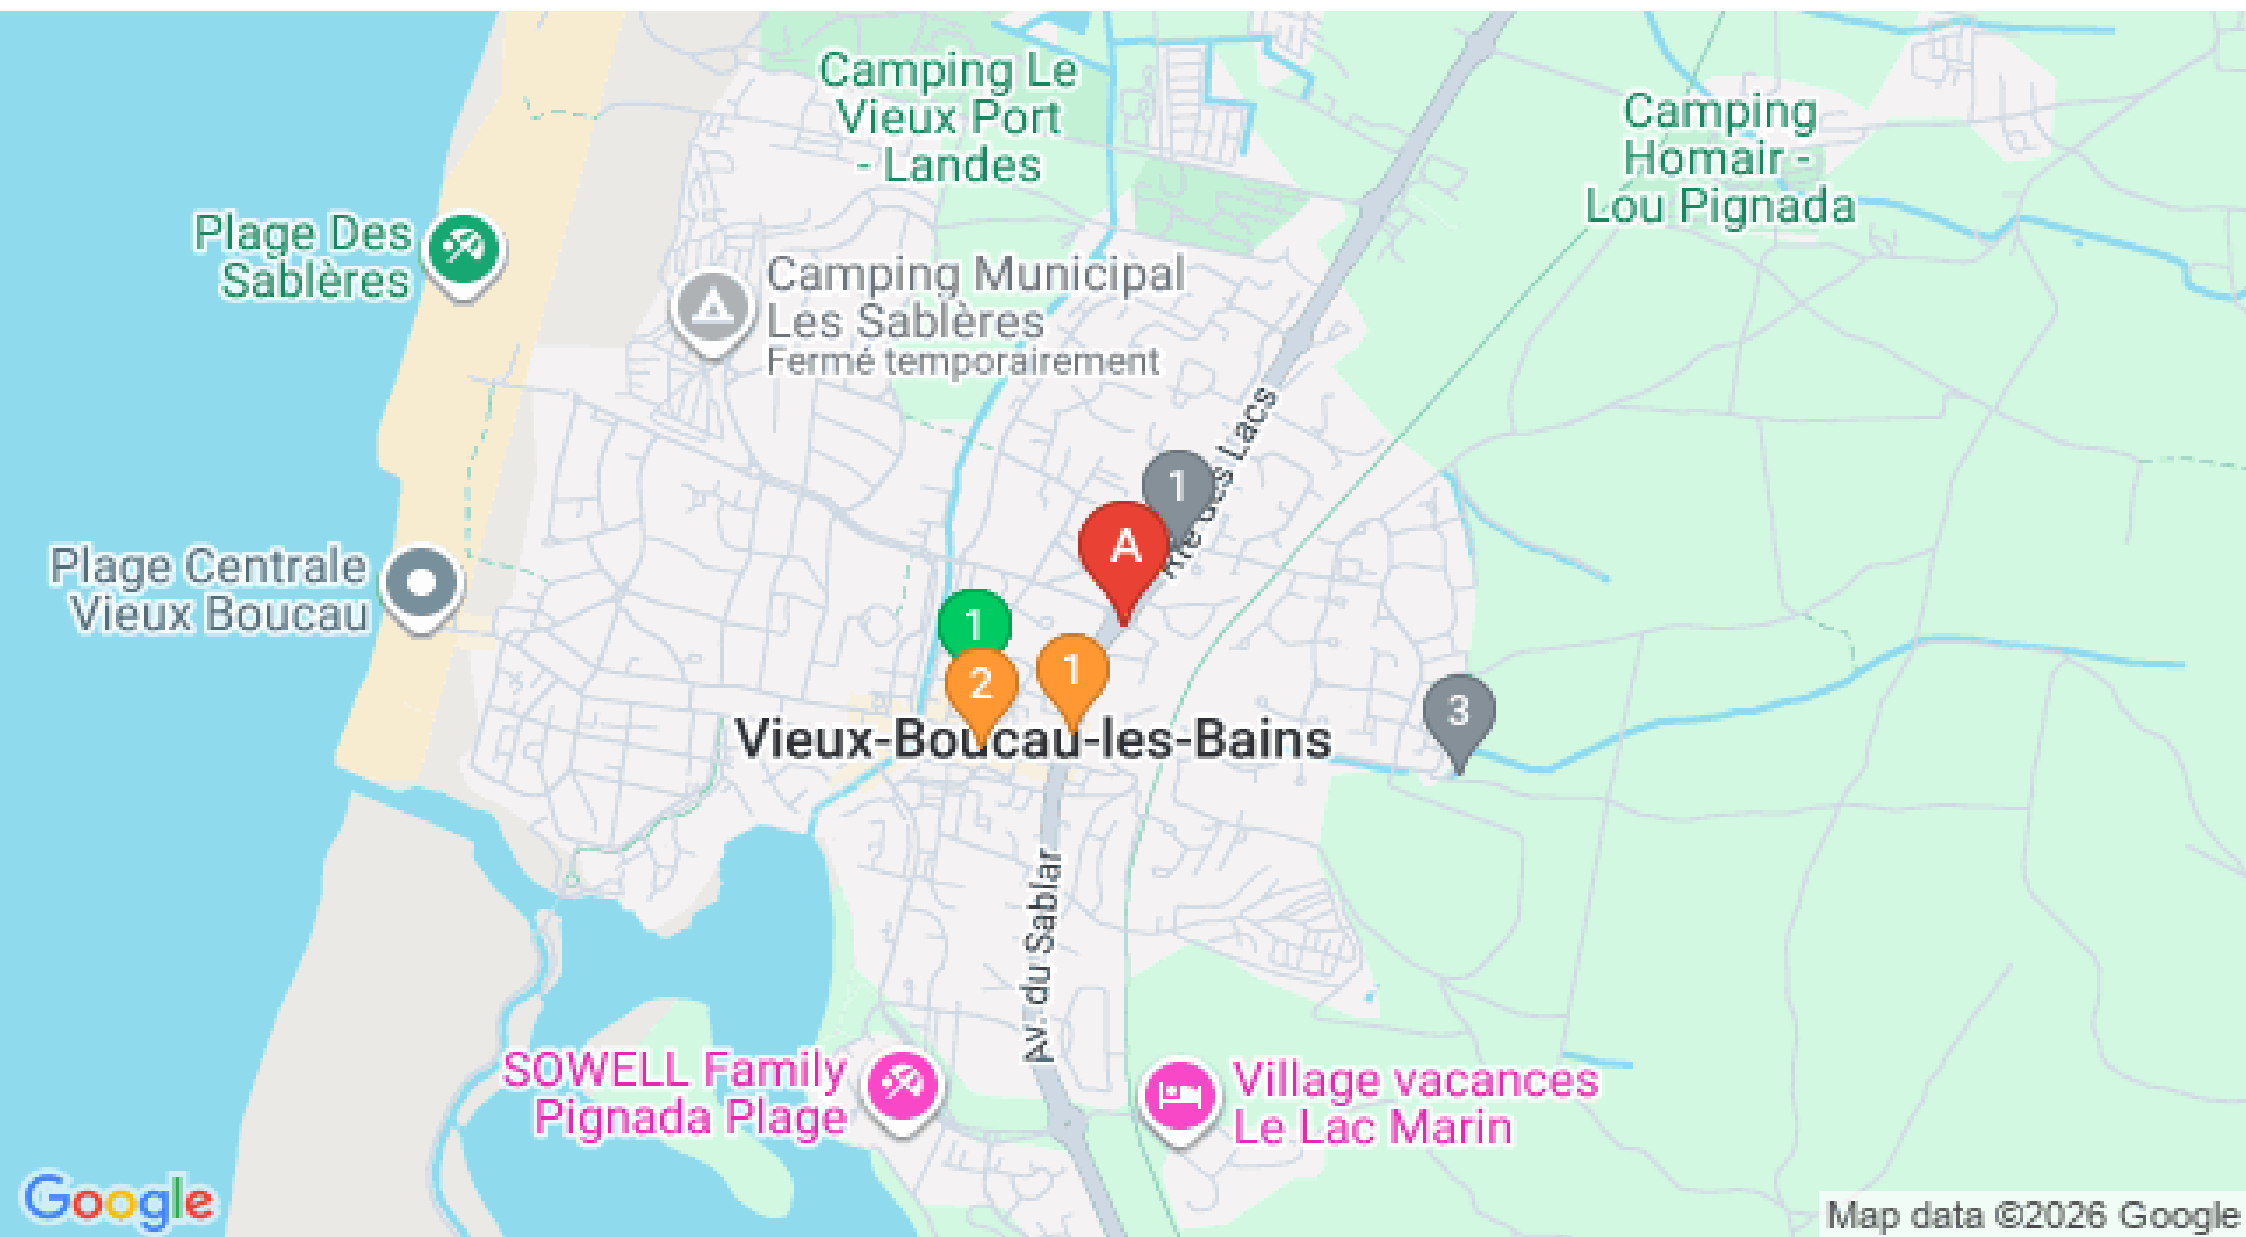 Camping Le
Vieux Port
- Landes
Camping
Homair -
Lou Pignada
Plage Des
Sablères
Camping Municipal
Les Sablères
Fermé temporairement
des Lacs
1
A
Plage Centrale
Vieux Boucau
1
1
2
3
Vieux-Boucau-les-Bains
Av. du Sablar
SOWELL Family
Pignada Plage
Village vacances
Le Lac Marin
Google
Map data ©2026 Google